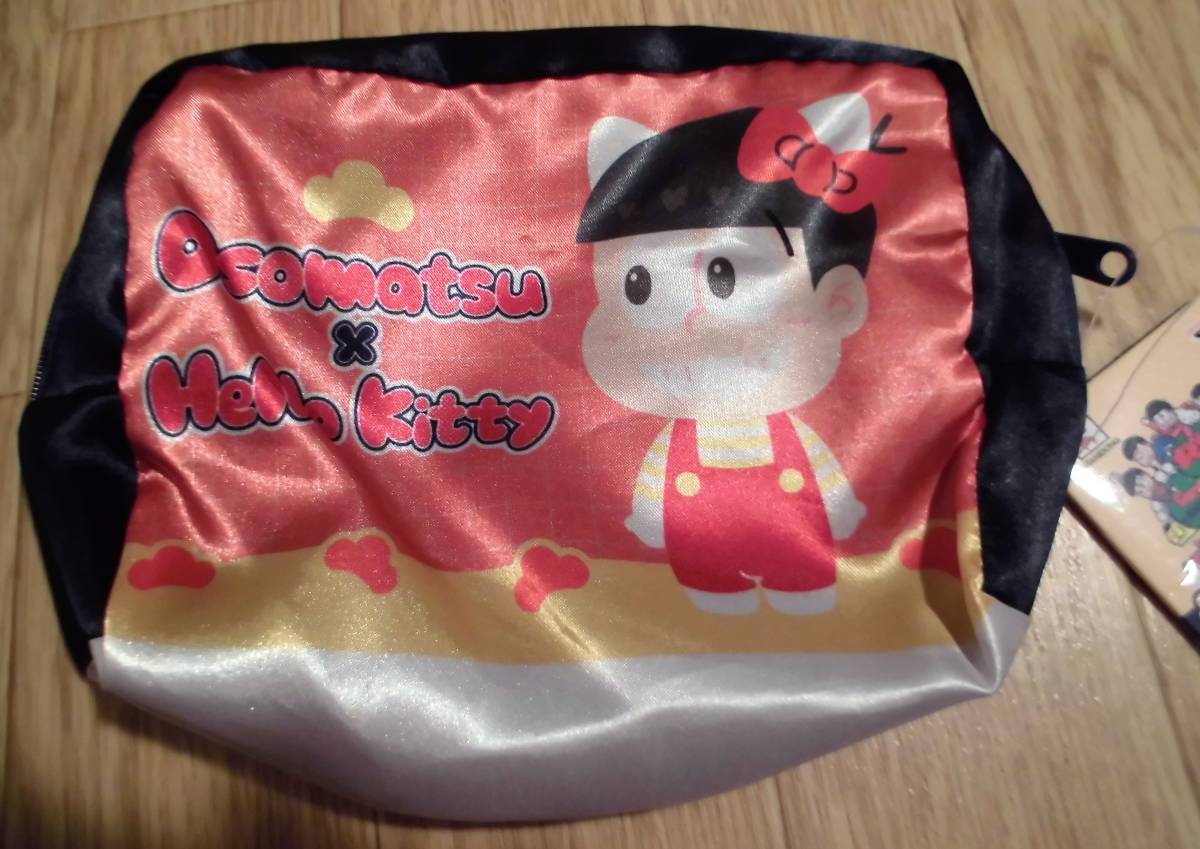 Osomatsu
x
Hello Kitty